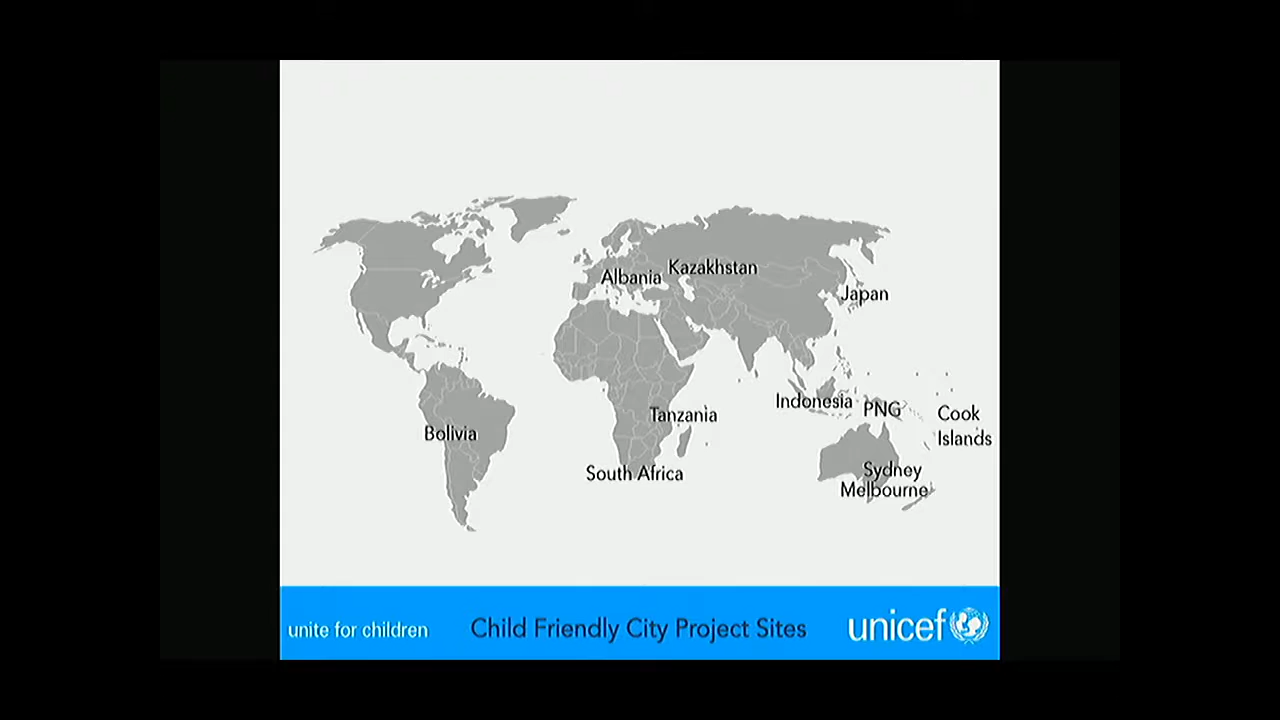 Albania
Kazakhstan
Japan
Indonesia
PNG
Cook
Islands
Tanzania
Bolivia
South Africa
Sydney
Melbourne
unite for children
Child Friendly City Project Sites
unicef